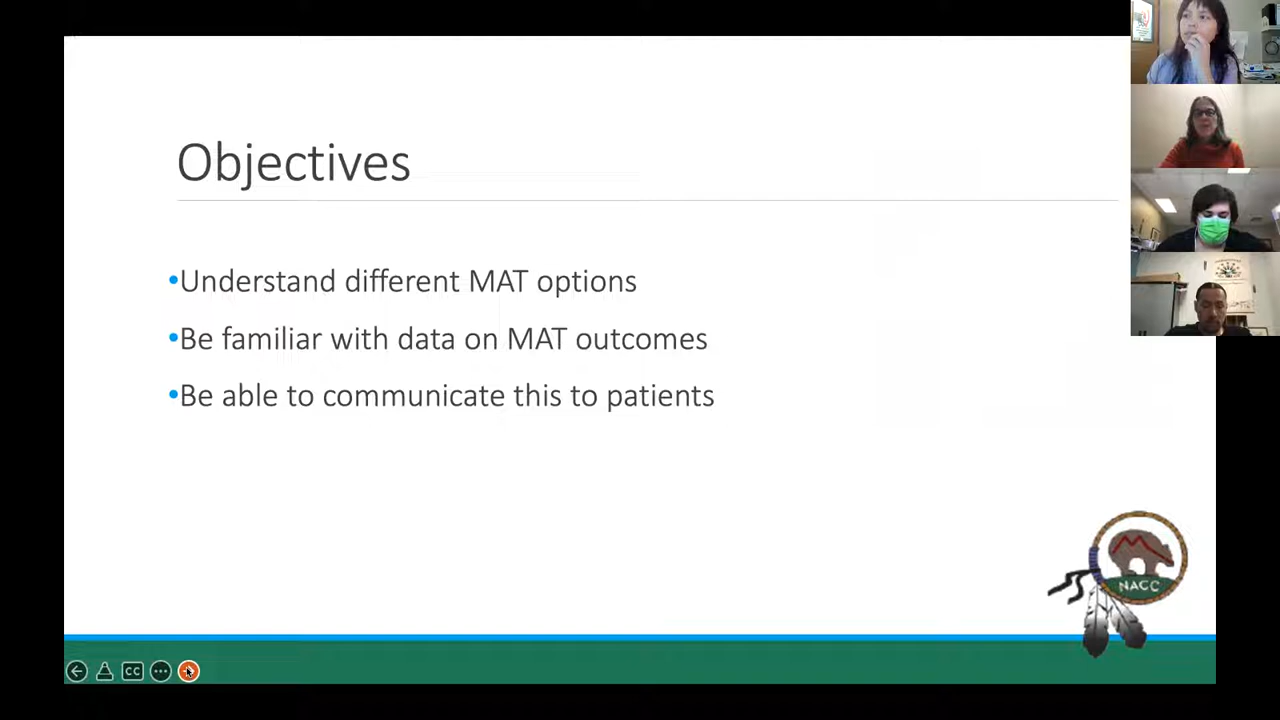 Objectives
•Understand different MAT options
•Be familiar with data on MAT outcomes
•Be able to communicate this to patients
NACC
CC